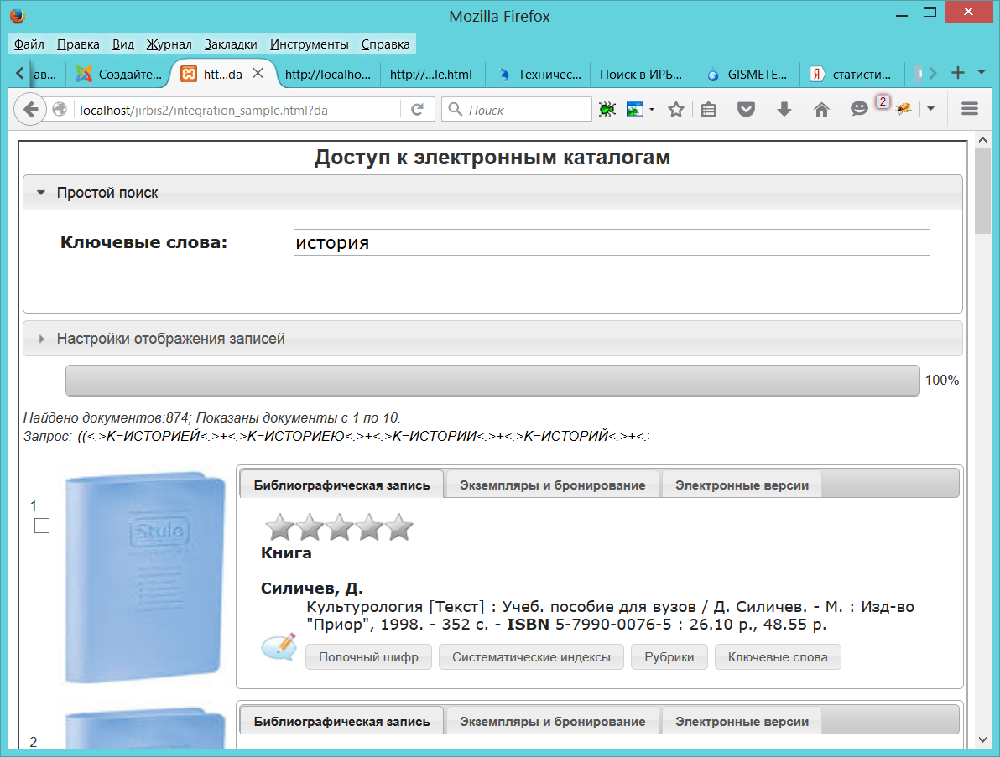 Mozilla Firefox
Файл Правка Вид Журнал Закладки Инструменты Справка
ав... Создайте... htt...da http://localho... http://...le.html Техничес... Поиск в ИРБ... GISMETE... Я статисти...
localhost/jirbis2/integration_sample.html?da Поиск 2
Доступ к электронным каталогам
Простой поиск
Ключевые слова: история
Настройки отображения записей
100%
Найдено документов:874; Показаны документы с 1 по 10.
Запрос: ((<.>K=ИСТОРИЕЙ<.>+<.>K=ИСТОРИЕЮ<.>+<.>K=ИСТОРИИ<.>+<.>K=ИСТОРИЙ<.>+<.
1
Style
Библиографическая запись Экземпляры и бронирование Электронные версии
Книга
Силичев, Д.
Культурология [Текст] : Учеб. пособие для вузов / Д. Силичев. - М. : Изд-во
"Приор", 1998. - 352 с. - ISBN 5-7990-0076-5 : 26.10 р., 48.55 р.
Полочный шифр Систематические индексы Рубрики Ключевые слова
2
Библиографическая запись Экземпляры и бронирование Электронные версии